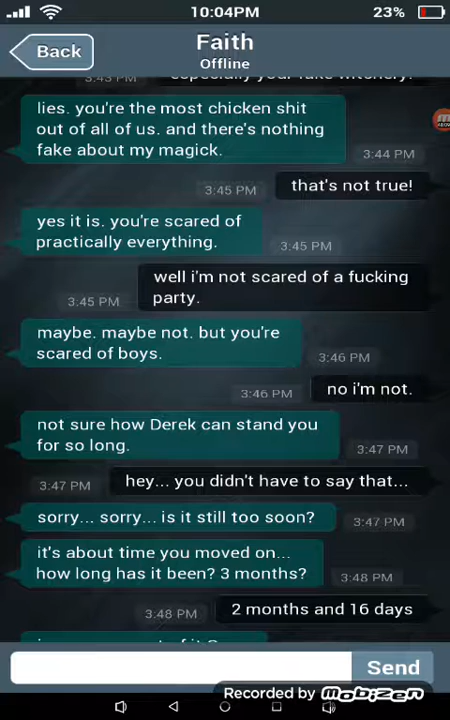 10:04PM
23%
Back
Faith
Offline
3:43 PM
especially your fake witchery!
lies. you're the most chicken shit
out of all of us. and there's nothing
fake about my magick.
3:44 PM
that's not true!
3:45 PM
yes it is. you're scared of
practically everything.
3:45 PM
well i'm not scared of a fucking
party.
3:45 PM
maybe. maybe not. but you're
scared of boys.
3:46 PM
no i'm not.
3:46 PM
not sure how Derek can stand you
for so long.
3:47 PM
hey... you didn't have to say that...
3:47 PM
sorry... sorry... is it still too soon?
3:47 PM
it's about time you moved on...
how long has it been? 3 months?
3:48 PM
2 months and 16 days
3:48 PM
Send
Recorded by mobizen